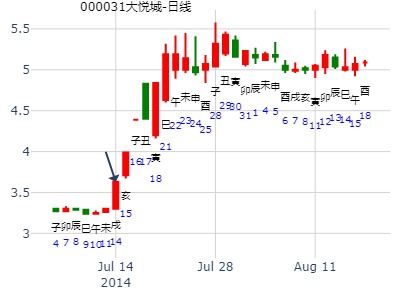 000031大悦城-日线
5.5
5
4.5
4
3.5
3
子卯辰巳午未戌
4 7 8 9 10 11 14
亥
15
子丑
16 17
寅
18
巳
21
午未申酉
22 23 24 25
子
28
丑寅
29 30
卯辰未申
31 1 4 5
酉戌亥寅
6 7 8 11
卯辰巳午
12 13 14 15
酉
18
Jul 14 Jul 28 Aug 11
2014